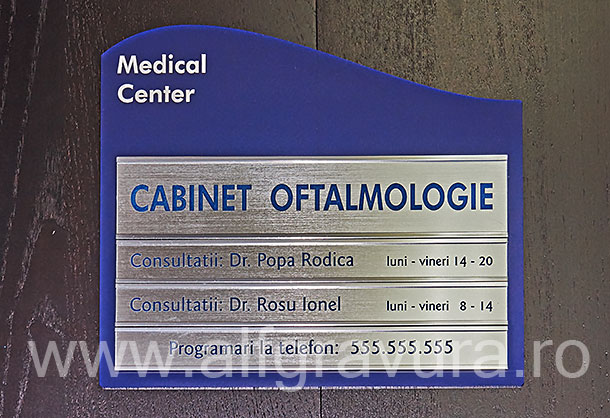 Medical
Center
CABINET OFTALMOLOGIE
Consultatii: Dr. Popa Rodica luni - vineri 14 - 20
Consultatii: Dr. Rosu Ionel luni - vineri 8 - 14
Programari la telefon: 555.555.555
www.allgravura.ro